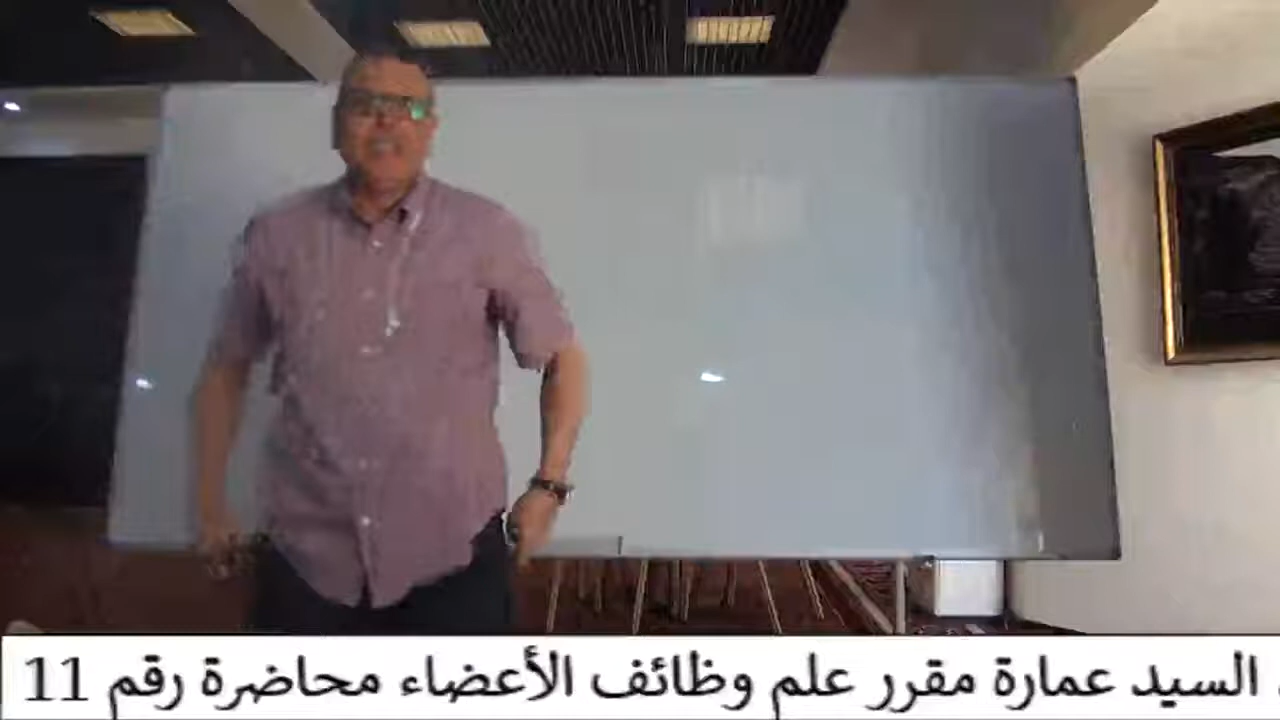 السيد عمارة مقرر علم وظائف الأعضاء محاضرة رقم 11